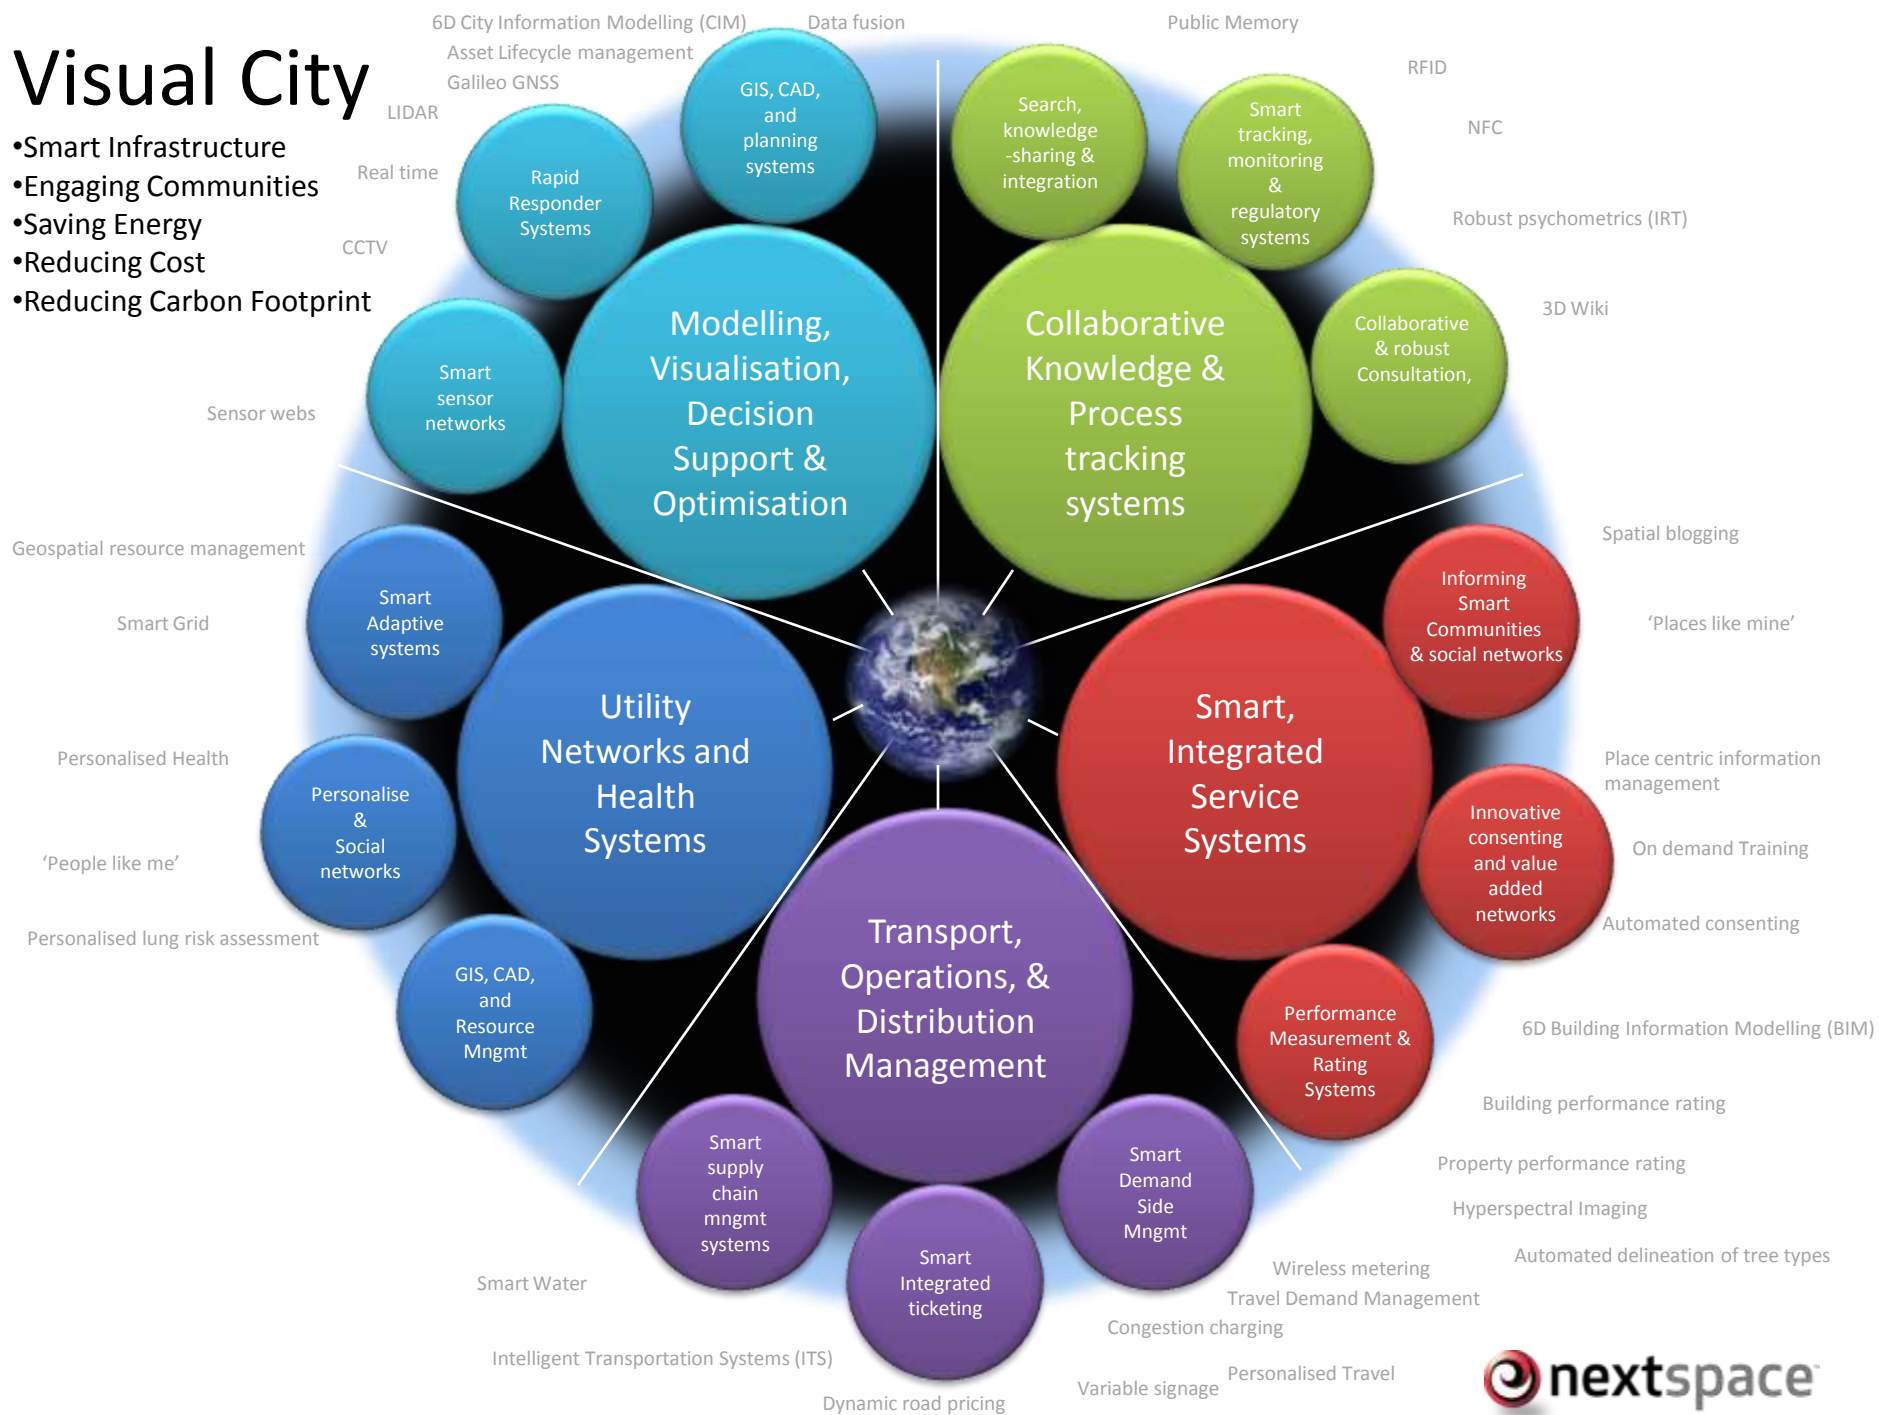 Visual City
•Smart Infrastructure
•Engaging Communities
•Saving Energy
•Reducing Cost
•Reducing Carbon Footprint
6D City Information Modelling (CIM)
Data fusion
Asset Lifecycle management
Galileo GNSS
LIDAR
Real time
CCTV
Sensor webs
Public Memory
RFID
NFC
Robust psychometrics (IRT)
3D Wiki
GIS, CAD,
and
planning
systems
Rapid
Responder
Systems
Smart
sensor
networks
Modelling,
Visualisation,
Decision
Support &
Optimisation
Search,
knowledge
-sharing &
integration
Smart
tracking,
monitoring
&
regulatory
systems
Collaborative
& robust
Consultation,
Collaborative
Knowledge &
Process
tracking
systems
Geospatial resource management
Smart Grid
Personalised Health
‘People like me’
Personalised lung risk assessment
Smart
Adaptive
systems
Personalise
&
Social
networks
GIS, CAD,
and
Resource
Mngmt
Utility
Networks and
Health
Systems
Smart,
Integrated
Service
Systems
Informing
Smart
Communities
& social networks
Innovative
consenting
and value
added
networks
Performance
Measurement &
Rating
Systems
Spatial blogging
‘Places like mine’
Place centric information
management
On demand Training
Automated consenting
6D Building Information Modelling (BIM)
Building performance rating
Property performance rating
Hyperspectral Imaging
Automated delineation of tree types
Transport,
Operations, &
Distribution
Management
Smart
supply
chain
mngmt
systems
Smart
Integrated
ticketing
Smart
Demand
Side
Mngmt
Smart Water
Intelligent Transportation Systems (ITS)
Dynamic road pricing
Wireless metering
Travel Demand Management
Congestion charging
Personalised Travel
Variable signage
nextspace